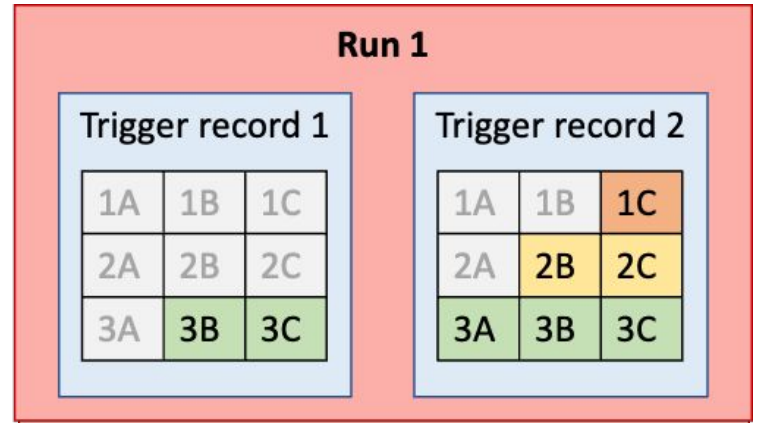 Run 1
Trigger record 1
1A 1B 1C
2A 2B 2C
3A 3B 3C
Trigger record 2
1A 1B 1C
2A 2B 2C
3A 3B 3C